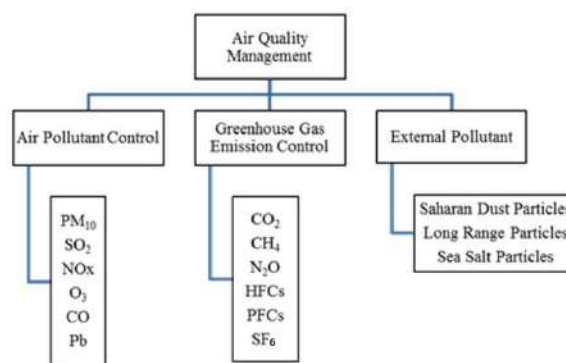 Air Quality
Management
Air Pollutant Control
Greenhouse Gas
Emission Control
External Pollutant
PM₁₀
SO₂
NOx
O₃
CO
Pb
CO₂
CH₄
N₂O
HFCs
PFCs
SF₆
Saharan Dust Particles
Long Range Particles
Sea Salt Particles